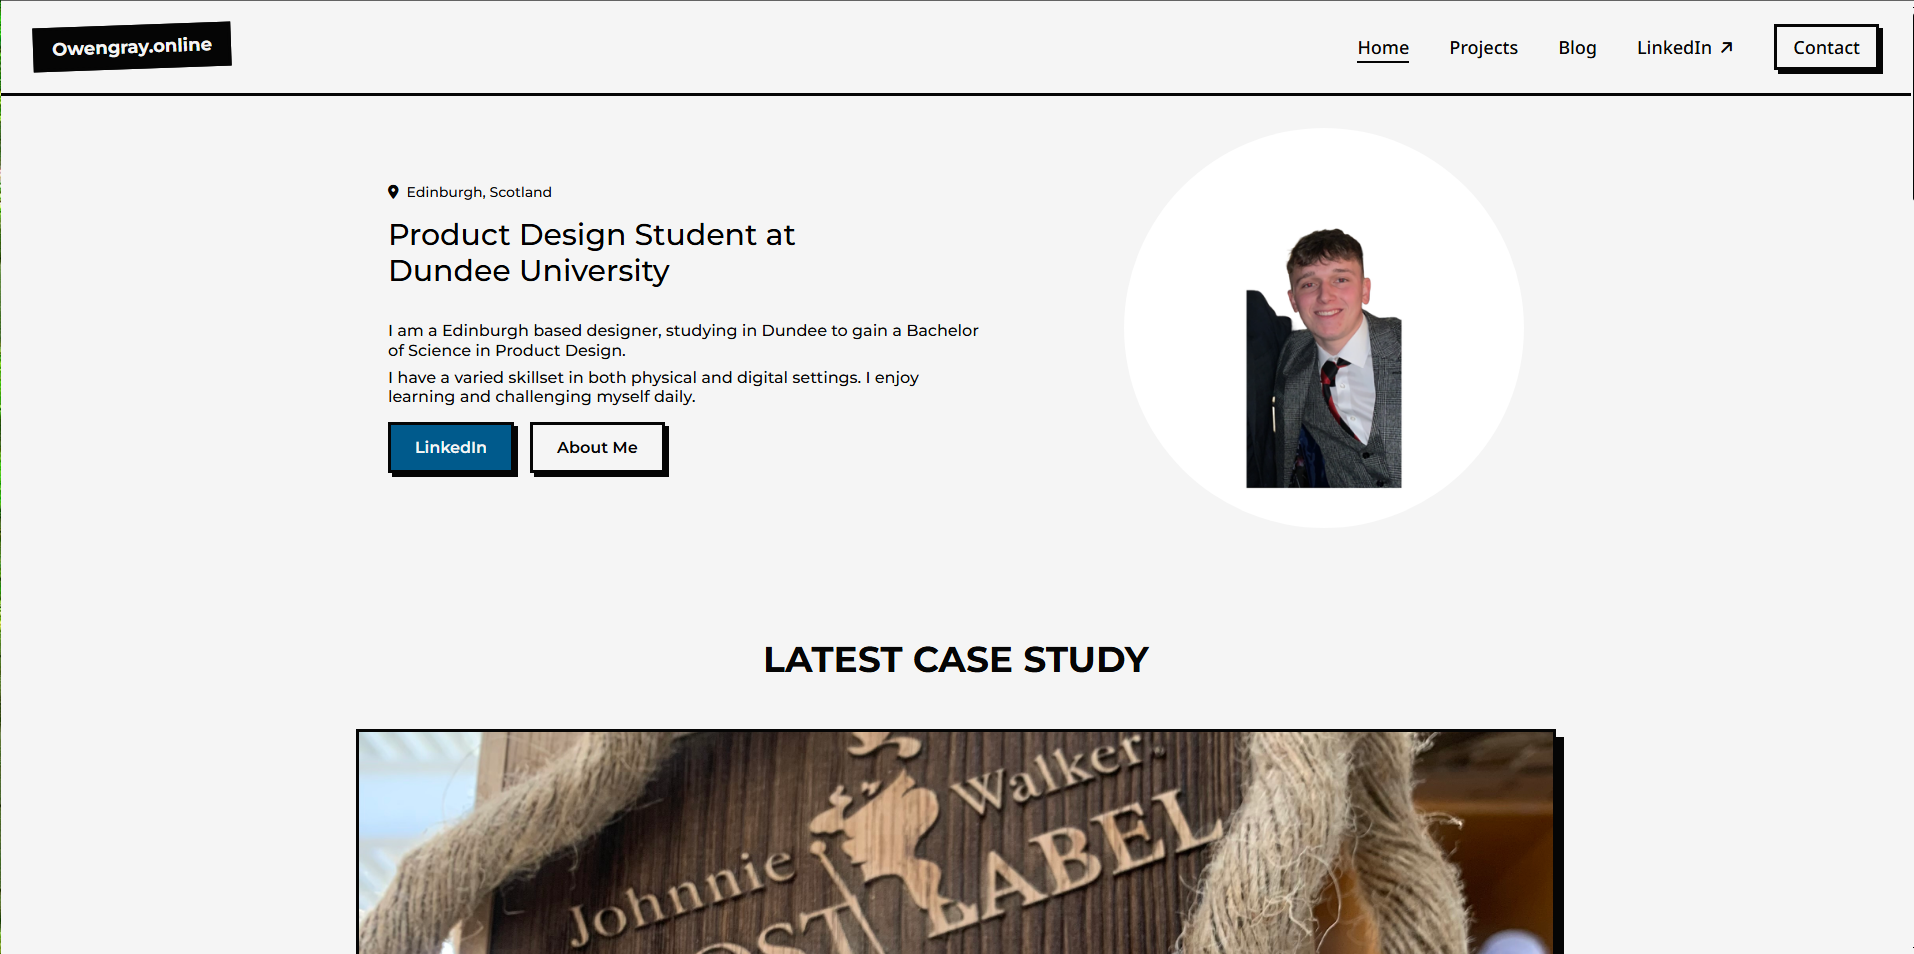 Owengray.online
Home Projects Blog LinkedIn Contact
Edinburgh, Scotland
Product Design Student at
Dundee University
I am a Edinburgh based designer, studying in Dundee to gain a Bachelor
of Science in Product Design.
I have a varied skillset in both physical and digital settings. I enjoy
learning and challenging myself daily.
LinkedIn About Me
LATEST CASE STUDY
Johnnie Walker.
LABEL